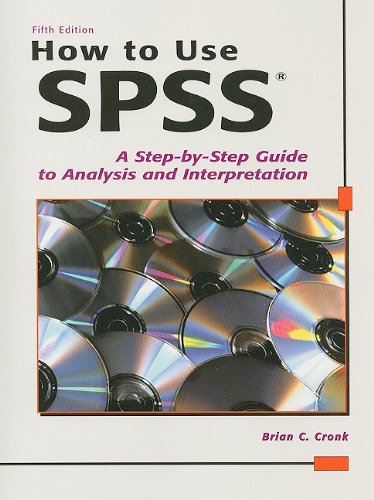 Fifth Edition
How to Use
SPSS®
A Step-by-Step Guide
to Analysis and Interpretation
Brian C. Cronk